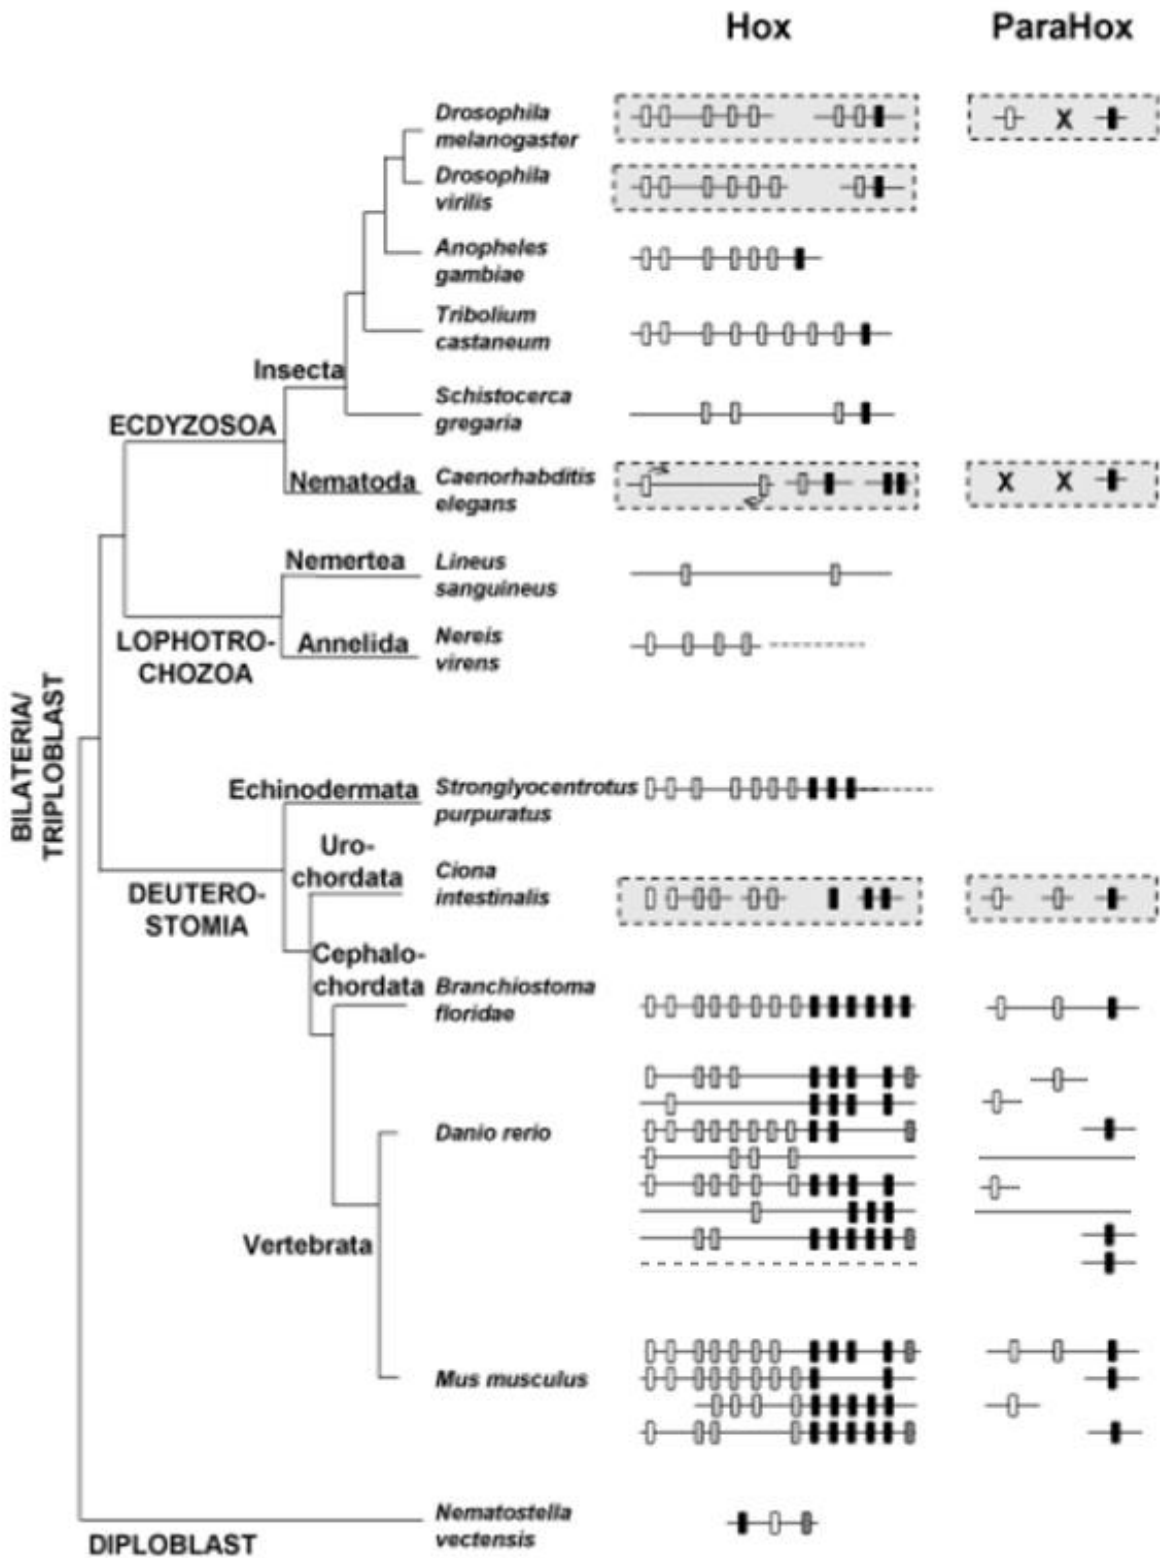 Hox
ParaHox
Drosophila
melanogaster
X
Drosophila
virilis
Anopheles
gambiae
Tribolium
castaneum
Insecta
Schistocerca
gregaria
ECDYZOSOA
Nematoda
Caenorhabditis
elegans
X X
Nemertea
Lineus
sanguineus
LOPHOTRO-
CHOZOA
Annelida
Nereis
virens
BILATERIA/
TRIPLOBLAST
Echinodermata
Stronglyocentrotus
purpuratus
Uro-
chordata
Ciona
intestinalis
DEUTERO-
STOMIA
Cephalo-
chordata
Branchiostoma
floridae
Danio rerio
Vertebrata
Mus musculus
Nematostella
vectensis
DIPLOBLAST